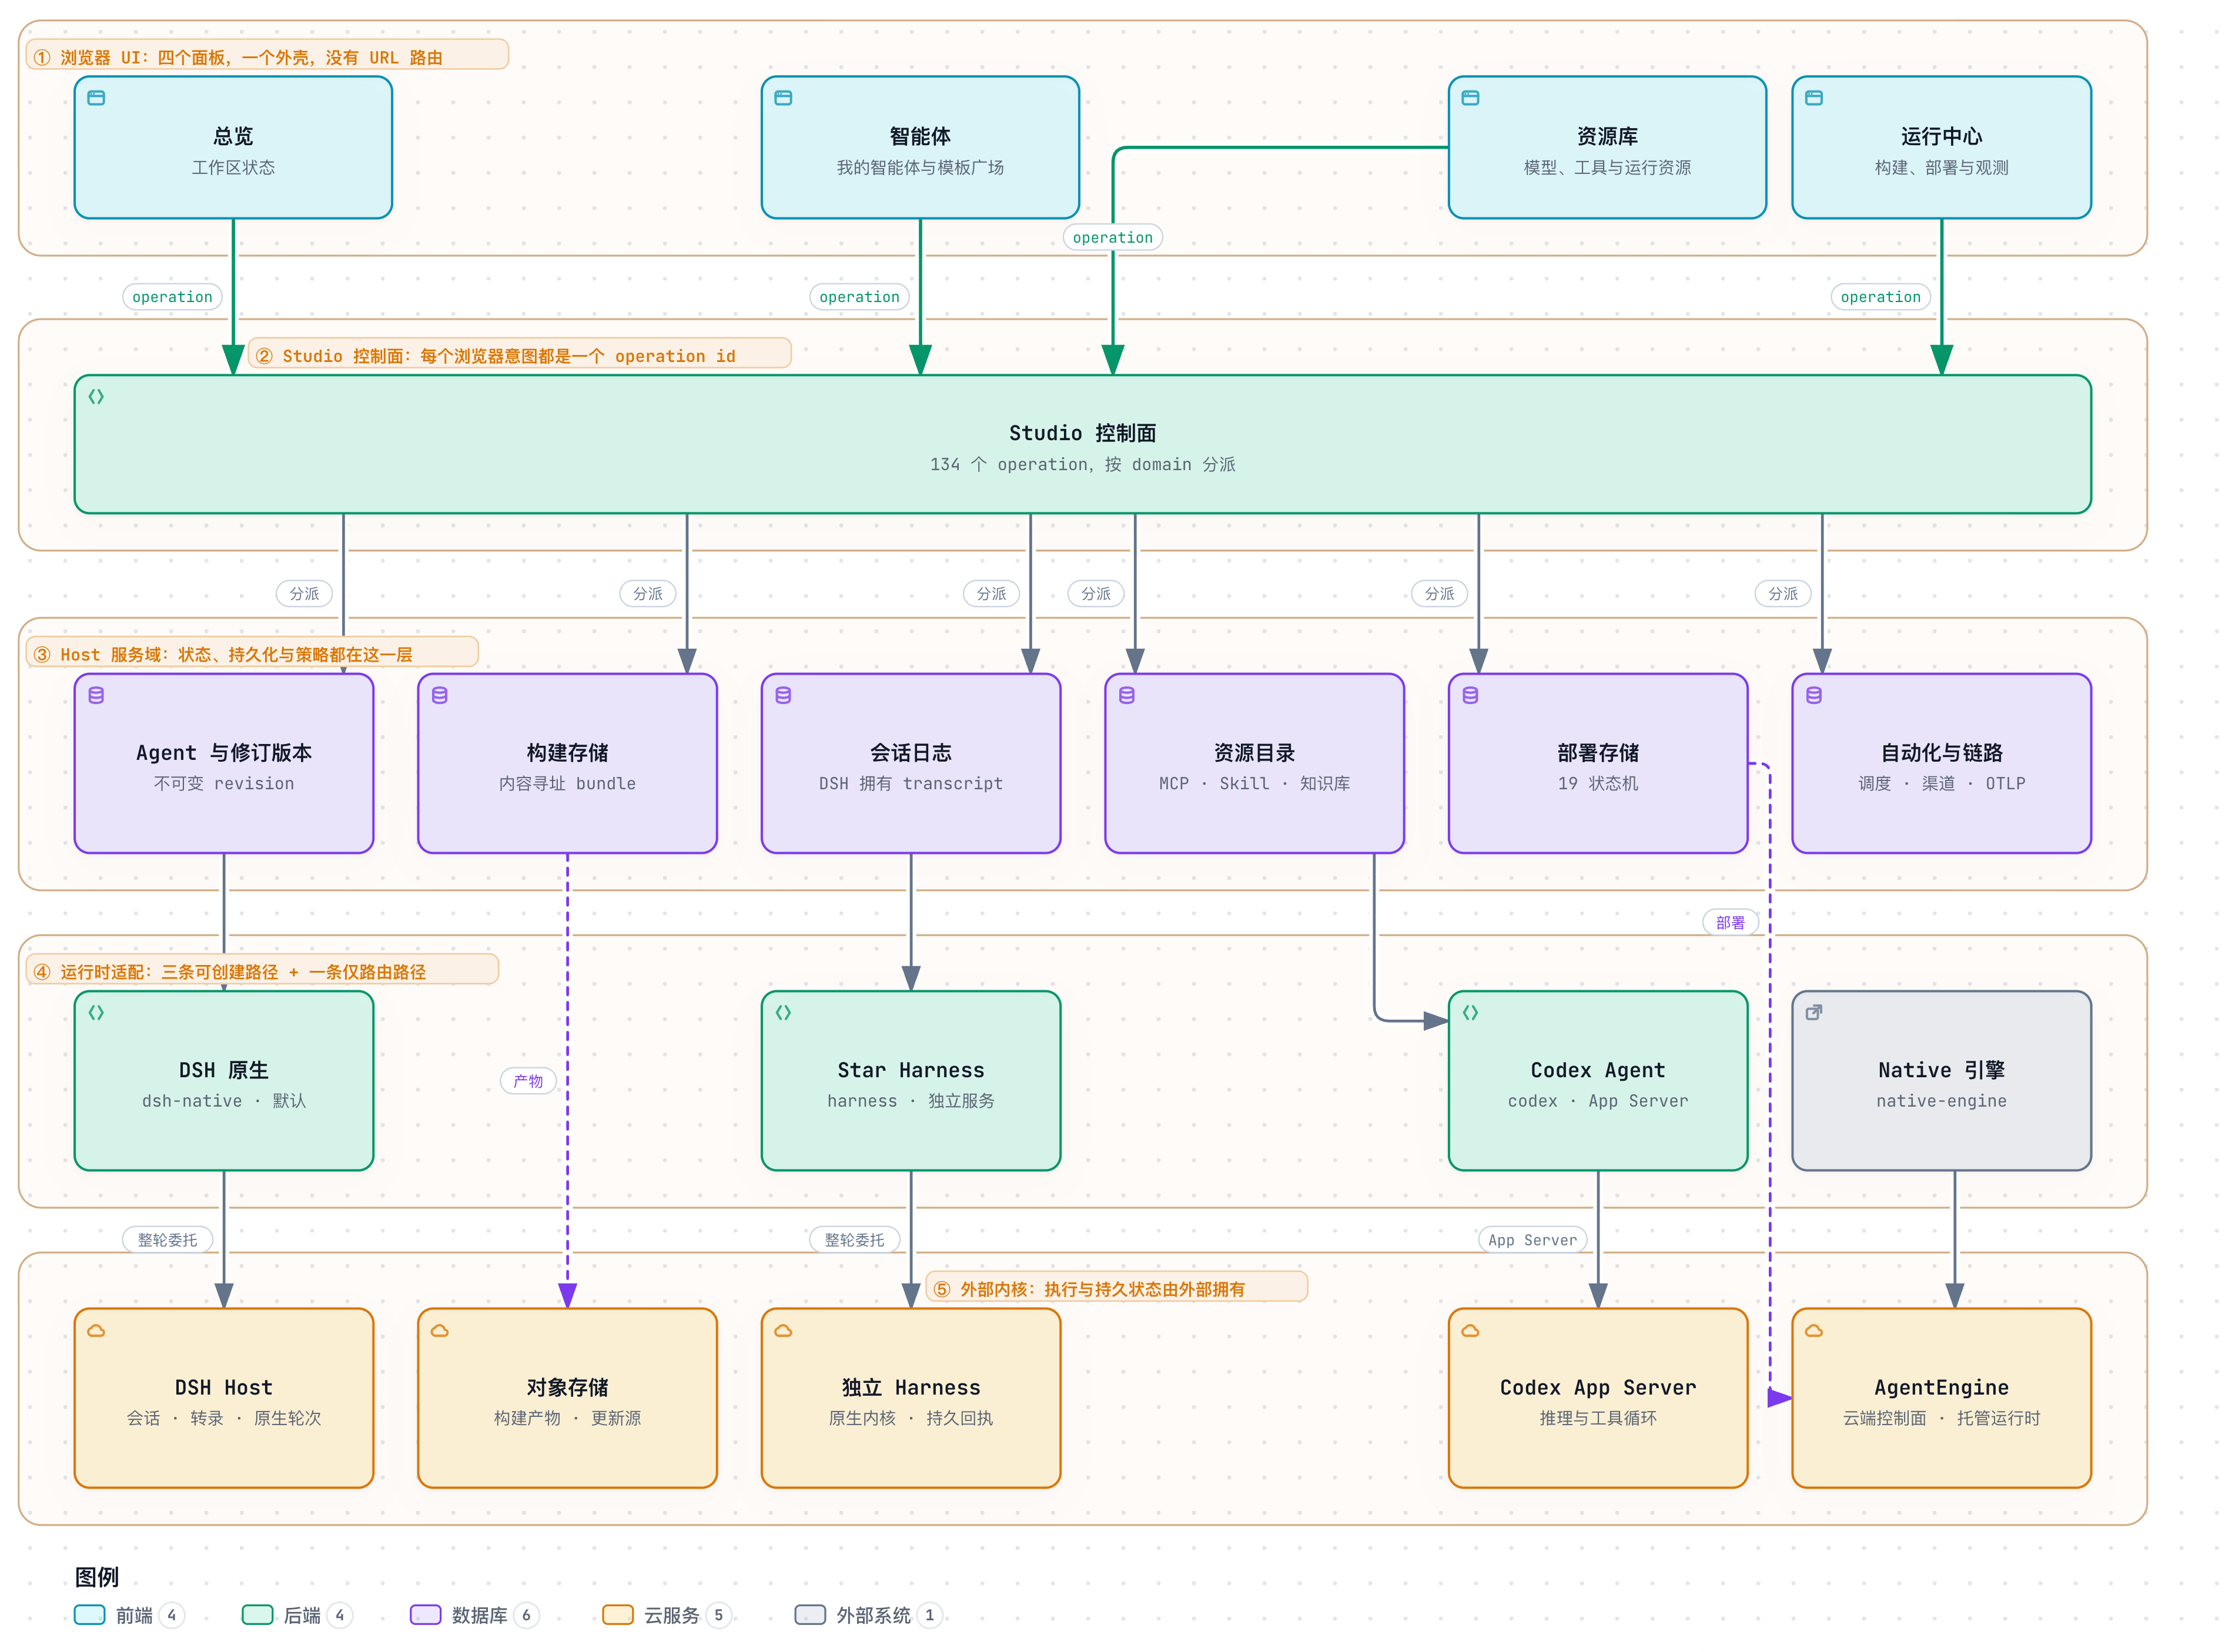 ① 浏览器 UI：四个面板，一个外壳，没有 URL 路由
总览
工作区状态
智能体
我的智能体与模板广场
资源库
模型、工具与运行资源
运行中心
构建、部署与观测
operation
operation
operation
operation
② Studio 控制面：每个浏览器意图都是一个 operation id
Studio 控制面
134 个 operation，按 domain 分派
分派
分派
分派
分派
分派
分派
③ Host 服务域：状态、持久化与策略都在这一层
Agent 与修订版本
不可变 revision
构建存储
内容寻址 bundle
会话日志
DSH 拥有 transcript
资源目录
MCP · Skill · 知识库
部署存储
19 状态机
自动化与链路
调度 · 渠道 · OTLP
部署
④ 运行时适配：三条可创建路径 + 一条仅路由路径
DSH 原生
dsh-native · 默认
产物
Star Harness
harness · 独立服务
Codex Agent
codex · App Server
Native 引擎
native-engine
整轮委托
整轮委托
App Server
⑤ 外部内核：执行与持久状态由外部拥有
DSH Host
会话 · 转录 · 原生轮次
对象存储
构建产物 · 更新源
独立 Harness
原生内核 · 持久回执
Codex App Server
推理与工具循环
AgentEngine
云端控制面 · 托管运行时
图例
前端 4
后端 4
数据库 6
云服务 5
外部系统 1